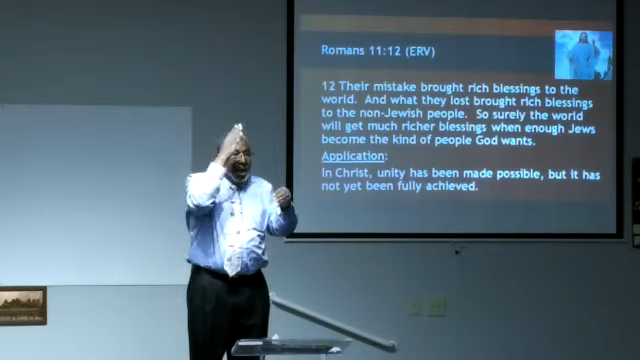 Romans 11:12 (ERV)
12 Their mistake brought rich blessings to the
world.  And what they lost brought rich blessings
to the non-Jewish people.  So surely the world
will get much richer blessings when enough Jews
become the kind of people God wants.
Application:
In Christ, unity has been made possible, but it has
not yet been fully achieved.